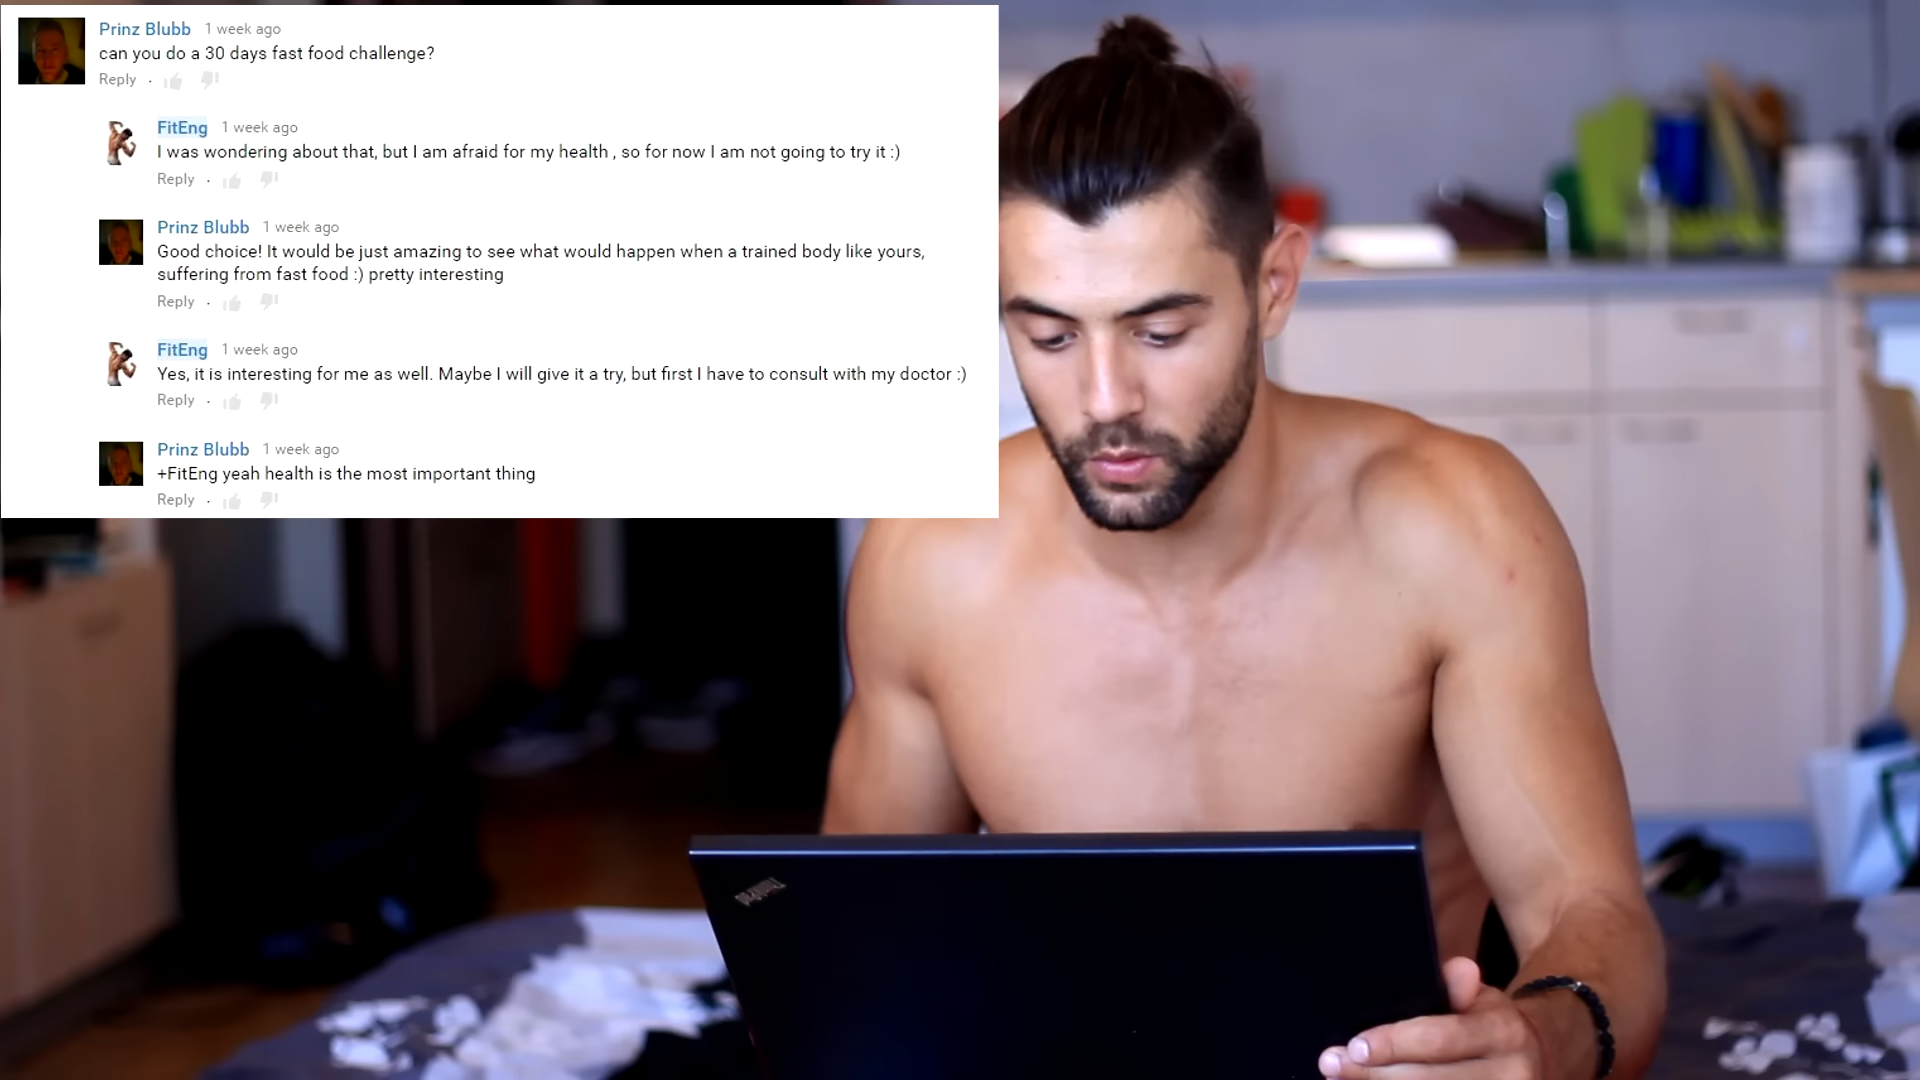 Prinz Blubb 1 week ago
can you do a 30 days fast food challenge?
Reply ·
FitEng 1 week ago
I was wondering about that, but I am afraid for my health , so for now I am not going to try it :)
Reply ·
Prinz Blubb 1 week ago
Good choice! It would be just amazing to see what would happen when a trained body like yours,
suffering from fast food :) pretty interesting
Reply ·
FitEng 1 week ago
Yes, it is interesting for me as well. Maybe I will give it a try, but first I have to consult with my doctor :)
Reply ·
Prinz Blubb 1 week ago
+FitEng yeah health is the most important thing
Reply ·